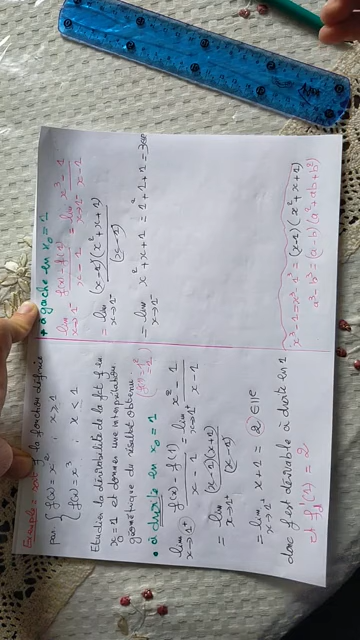 Exemple: soit f la fonction définie
par { f(x) = x² , x ⩾ 1
f(x) = x³ , x ≤ 1
Etudier la dérivabilité de la fct f en
x = 1 et donner une interprétation
géométrique du résultat obtenu
• à droite en x₀ = 1
lim x→1⁺ f(x) - f(1) / x - 1 = lim x→1⁺ x² - 1 / x - 1
= lim x→1⁺ (x-1)(x+1) / (x-1)
= lim x→1⁺ x + 1 = 2 ∈ IR
donc f est dérivable à droite en 1
et f'd(1) = 2
• à gauche en x₀ = 1
lim x→1⁻ f(x) - f(1) / x - 1 = lim x→1⁻ x³ - 1 / x - 1
= lim x→1⁻ (x-1)(x² + x + 1) / (x-1)
= lim x→1⁻ x² + x + 1 = 1² + 1 + 1 = 3
x³ - 1 = x³ - 1³ = (x-1)(x² + x + 1)
a³ - b³ = (a-b)(a² + ab + b²)